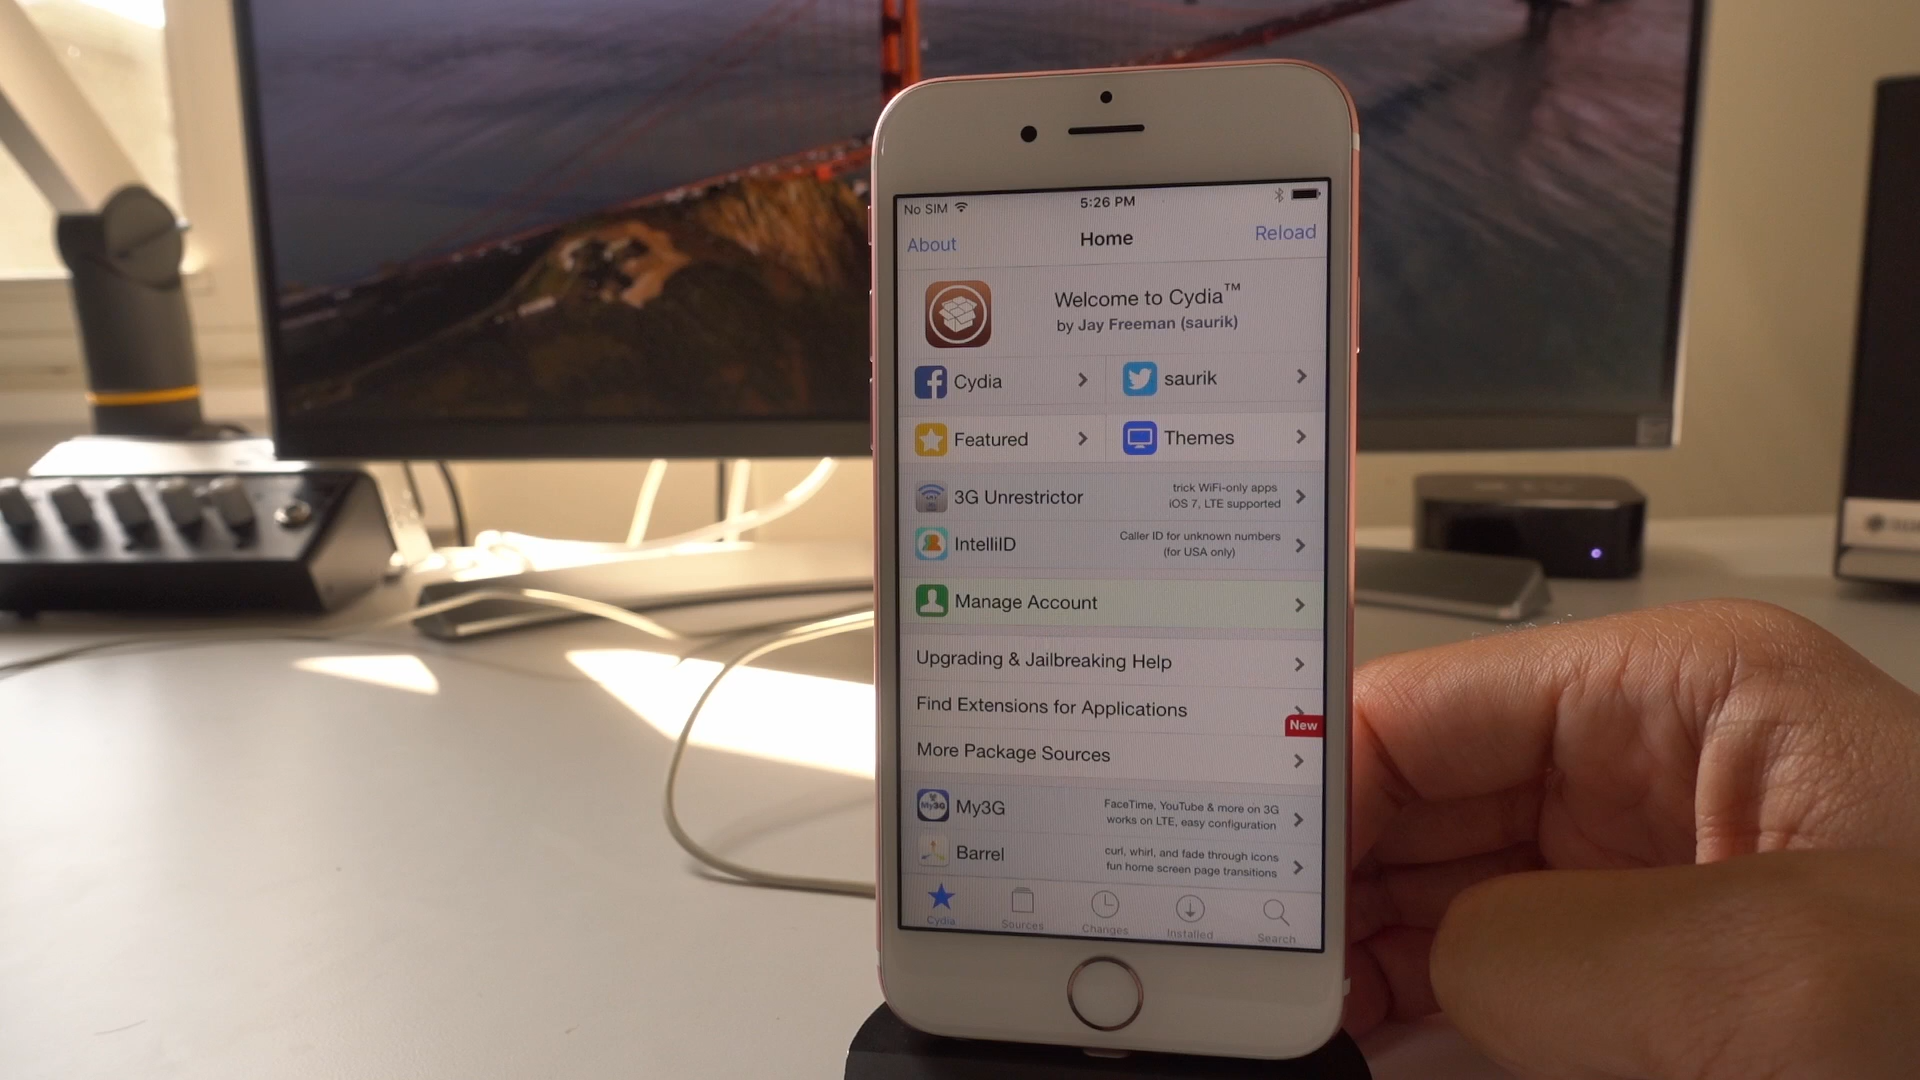 No SIM
5:26 PM
About
Home
Reload
Welcome to Cydia™
by Jay Freeman (saurik)
Cydia
saurik
Featured
Themes
3G Unrestrictor
trick WiFi-only apps
iOS 7, LTE supported
IntelliID
Caller ID for unknown numbers
(for USA only)
Manage Account
Upgrading & Jailbreaking Help
Find Extensions for Applications
New
More Package Sources
My3G
My3G
FaceTime, YouTube & more on 3G
works on LTE, easy configuration
Barrel
curl, whirl, and fade through icons
fun home screen page transitions
Cydia
Sources
Changes
Installed
Search